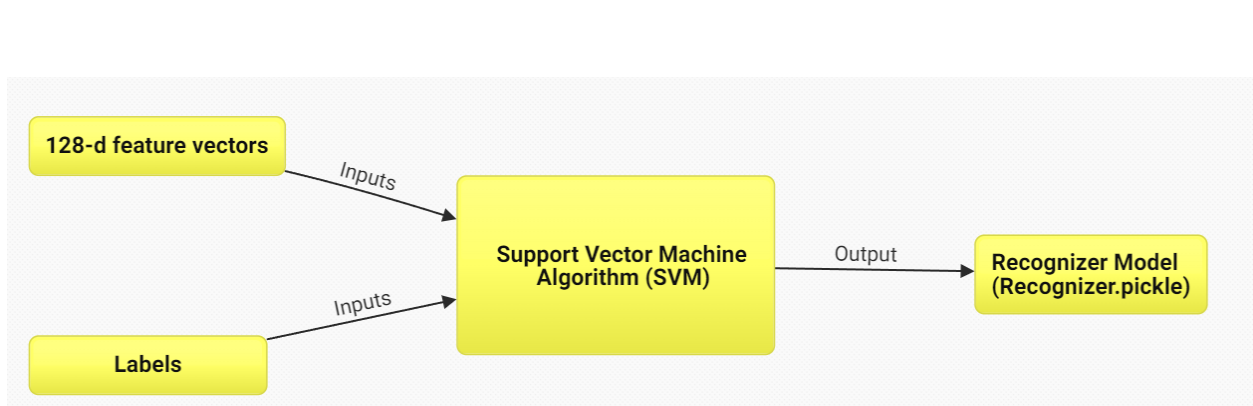 128-d feature vectors
Inputs
Support Vector Machine
Algorithm (SVM)
Output
Recognizer Model
(Recognizer.pickle)
Inputs
Labels